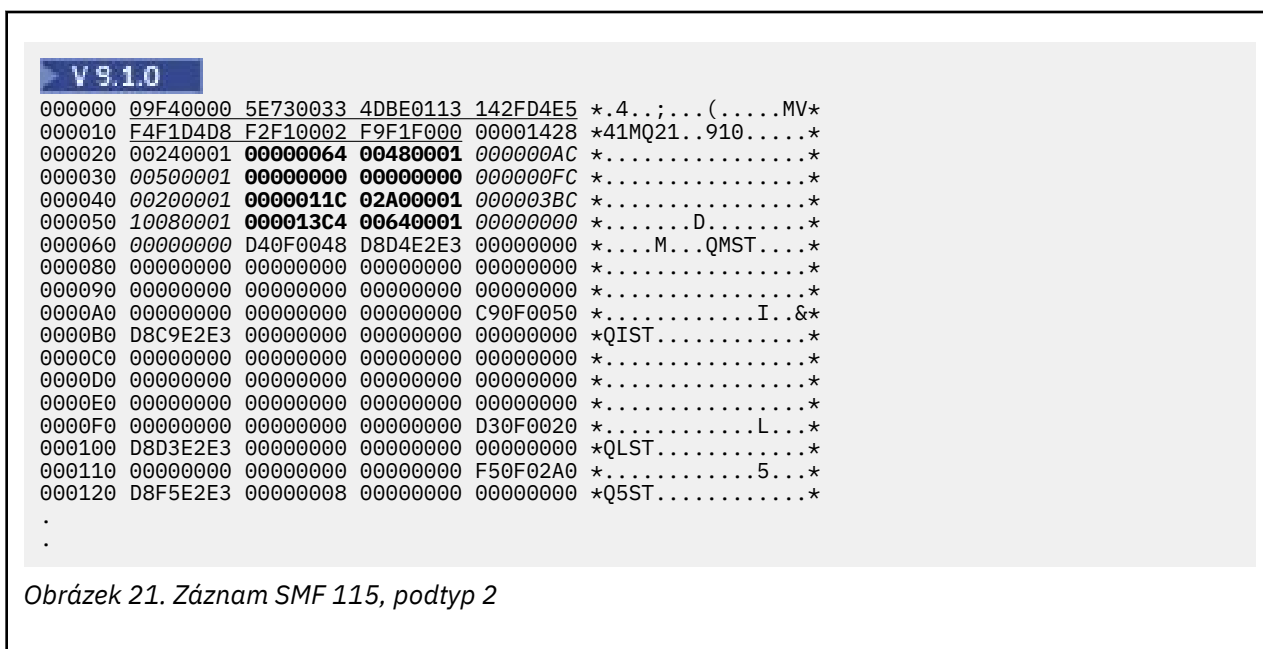 V 9.1.0
000000 09F40000 5E730033 4DBE0113 142FD4E5 *.4..;...(.....MV*
000010 F4F1D4D8 F2F10002 F9F1F000 00001428 *41MQ21..910.....*
000020 00240001 00000064 00480001 000000AC *................*
000030 00500001 00000000 00000000 000000FC *................*
000040 00200001 0000011C 02A00001 000003BC *................*
000050 10080001 000013C4 00640001 00000000 *.......D........*
000060 00000000 D40F0048 D8D4E2E3 00000000 *....M...QMST....*
000080 00000000 00000000 00000000 00000000 *................*
000090 00000000 00000000 00000000 00000000 *................*
0000A0 00000000 00000000 00000000 C90F0050 *............I..&*
0000B0 D8C9E2E3 00000000 00000000 00000000 *QIST............*
0000C0 00000000 00000000 00000000 00000000 *................*
0000D0 00000000 00000000 00000000 00000000 *................*
0000E0 00000000 00000000 00000000 00000000 *................*
0000F0 00000000 00000000 00000000 D30F0020 *............L...*
000100 D8D3E2E3 00000000 00000000 00000000 *QLST............*
000110 00000000 00000000 00000000 F50F02A0 *............5...*
000120 D8F5E2E3 00000008 00000000 00000000 *Q5ST............*
.
.
Obrázek 21. Záznam SMF 115, podtyp 2